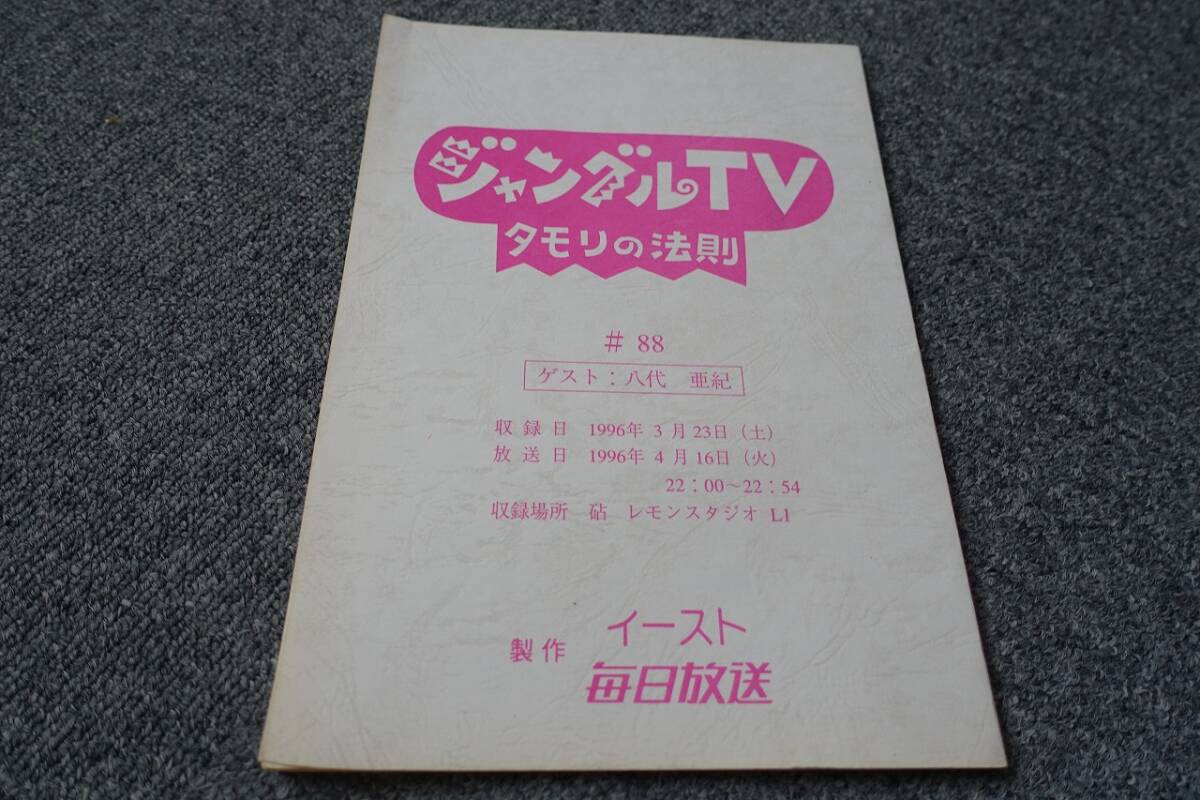 ジャングルTV
タモリの法則
# 88
ゲスト：八代　亜紀
収録日　1996年 3月23日（土）
放送日　1996年 4月16日（火）
22：00～22：54
収録場所　砧　レモンスタジオ L1
製作　イースト
毎日放送